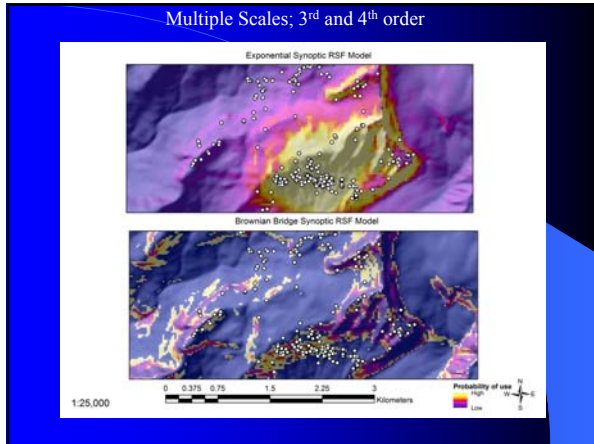 Multiple Scales; 3rd and 4th order
Exponential Synoptic RSF Model
Brownian Bridge Synoptic RSF Model
1:25,000
0 0.375 0.75 1.5 2.25 3
Kilometers
Probability of use
High
Low
N
W E
S